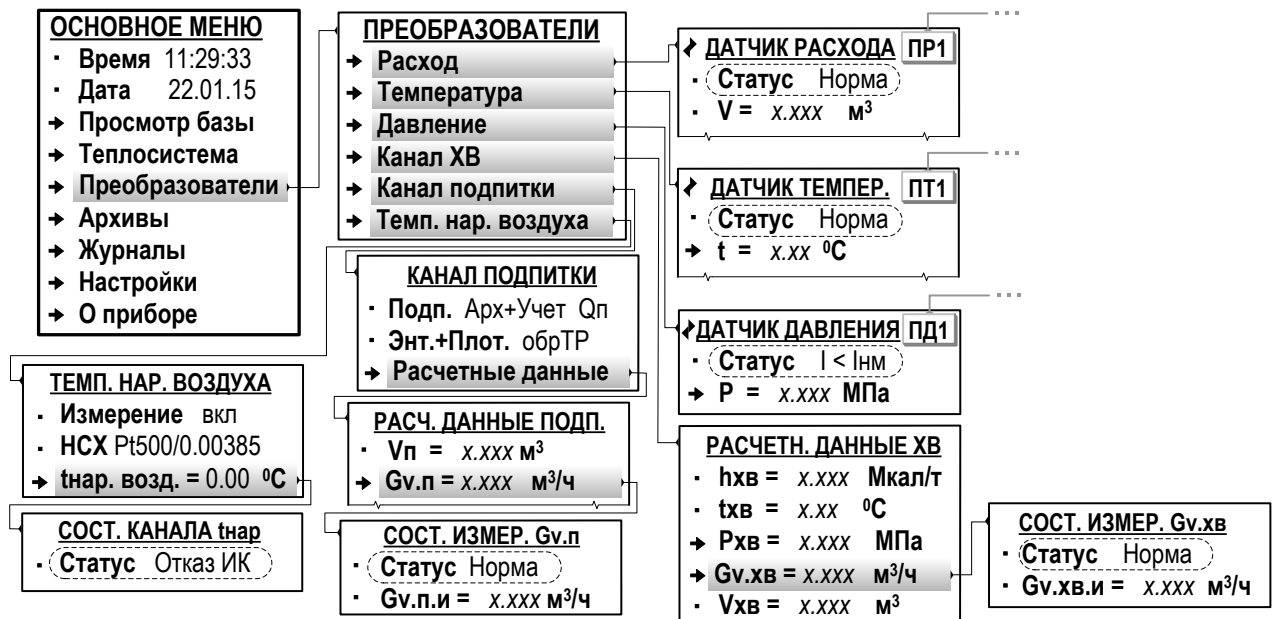 ОСНОВНОЕ МЕНЮ
· Время 11:29:33
· Дата 22.01.15
→ Просмотр базы
→ Теплосистема
→ Преобразователи
→ Архивы
→ Журналы
→ Настройки
→ О приборе
ПРЕОБРАЗОВАТЕЛИ
→ Расход
→ Температура
→ Давление
→ Канал ХВ
→ Канал подпитки
→ Темп. нар. воздуха
ДАТЧИК РАСХОДА ПР1
· Статус Норма
· V = x.xxx м³
ДАТЧИК ТЕМПЕР. ПТ1
· Статус Норма
→ t = x.xx ⁰С
ДАТЧИК ДАВЛЕНИЯ ПД1
· Статус I < Iнм
→ P = x.xxx МПа
КАНАЛ ПОДПИТКИ
· Подп. Арх+Учет Qп
· Энт.+Плот. обрТР
→ Расчетные данные
ТЕМП. НАР. ВОЗДУХА
· Измерение вкл
· НСХ Pt500/0.00385
→ tнар. возд. = 0.00 ⁰С
СОСТ. КАНАЛА tнар
· Статус Отказ ИК
РАСЧ. ДАННЫЕ ПОДП.
· Vп = x.xxx м³
→ Gv.п = x.xxx м³/ч
СОСТ. ИЗМЕР. Gv.п
· Статус Норма
· Gv.п.и = x.xxx м³/ч
РАСЧЕТН. ДАННЫЕ ХВ
· hхв = x.xxx Мкал/т
· tхв = x.xx ⁰С
→ Pхв = x.xxx МПа
→ Gv.хв = x.xxx м³/ч
· Vхв = x.xxx м³
СОСТ. ИЗМЕР. Gv.хв
· Статус Норма
· Gv.хв.и = x.xxx м³/ч